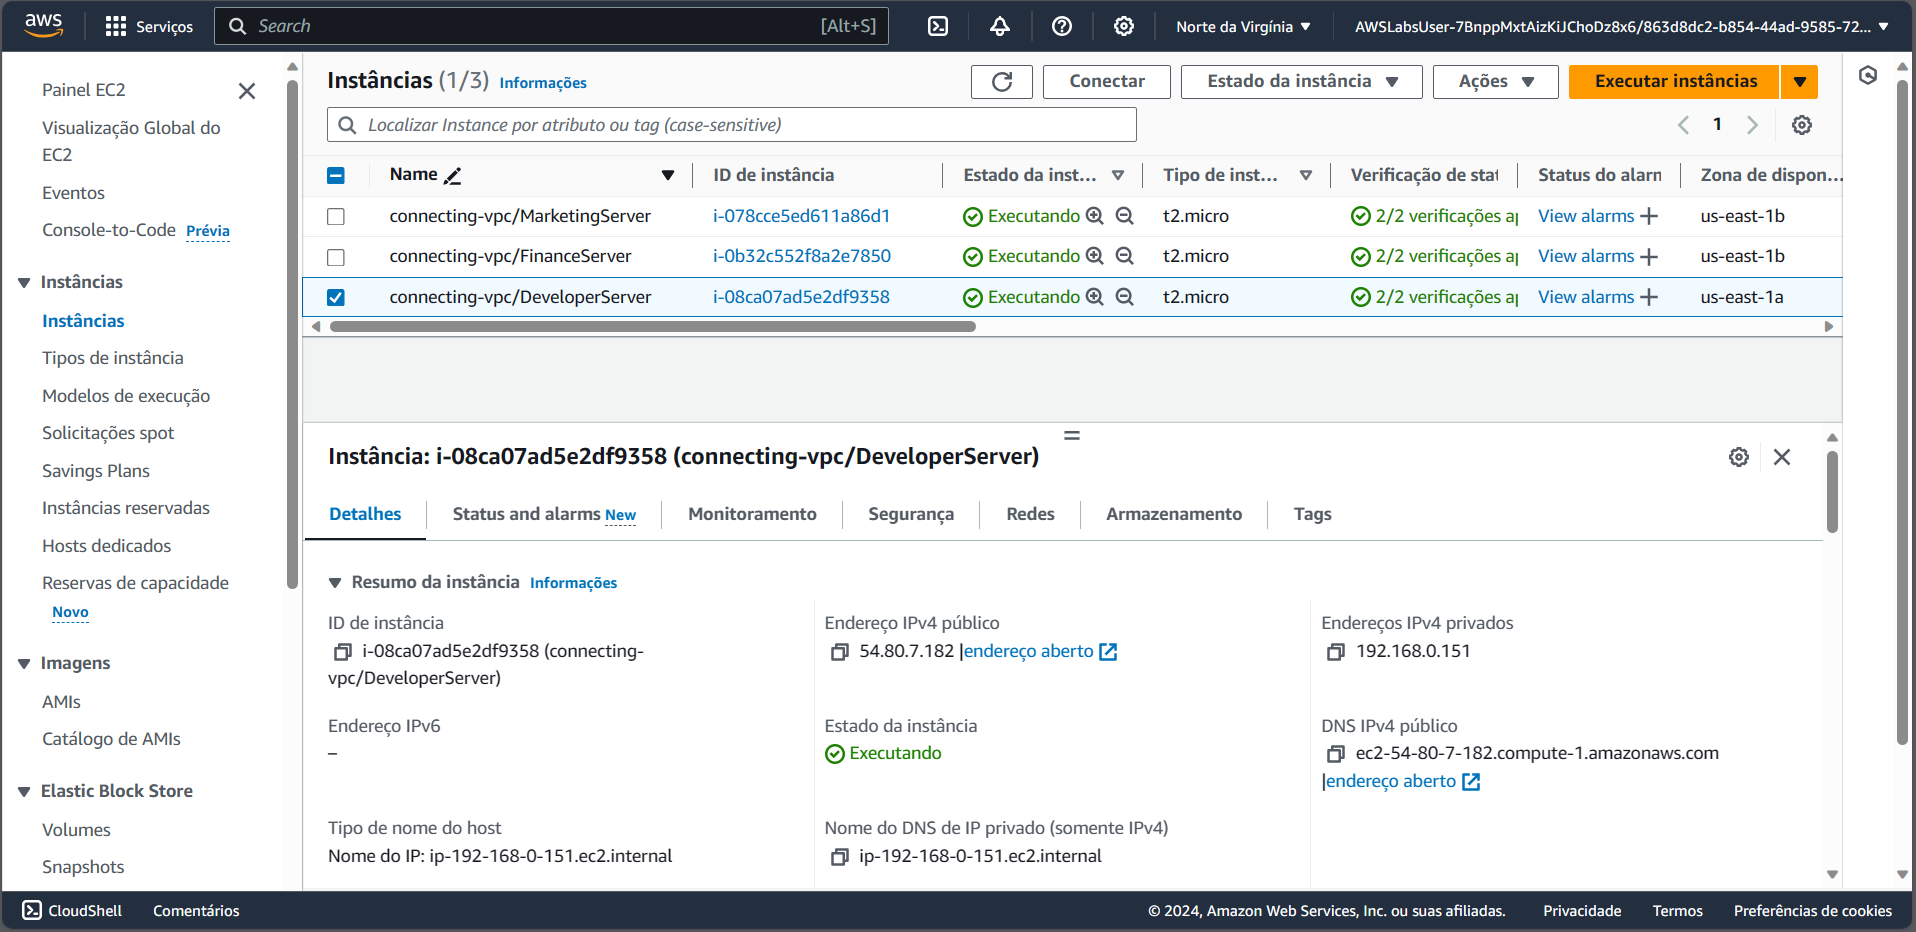 aws
Serviços
Search
[Alt+S]
Norte da Virgínia
AWSLabsUser-7BnppMxtAizKiJChoDz8x6/863d8dc2-b854-44ad-9585-72...
Painel EC2
Visualização Global do
EC2
Eventos
Console-to-Code Prévia
Instâncias
Instâncias
Tipos de instância
Modelos de execução
Solicitações spot
Savings Plans
Instâncias reservadas
Hosts dedicados
Reservas de capacidade
Novo
Imagens
AMIs
Catálogo de AMIs
Elastic Block Store
Volumes
Snapshots
Instâncias (1/3) Informações
Conectar
Estado da instância
Ações
Executar instâncias
Localizar Instance por atributo ou tag (case-sensitive)
1
Name ID de instância Estado da inst... Tipo de inst... Verificação de stat Status do alarn Zona de dispon...
connecting-vpc/MarketingServer i-078cce5ed611a86d1 Executando t2.micro 2/2 verificações ap View alarms us-east-1b
connecting-vpc/FinanceServer i-0b32c552f8a2e7850 Executando t2.micro 2/2 verificações ap View alarms us-east-1b
connecting-vpc/DeveloperServer i-08ca07ad5e2df9358 Executando t2.micro 2/2 verificações ap View alarms us-east-1a
Instância: i-08ca07ad5e2df9358 (connecting-vpc/DeveloperServer)
Detalhes Status and alarms New Monitoramento Segurança Redes Armazenamento Tags
Resumo da instância Informações
ID de instância
i-08ca07ad5e2df9358 (connecting-
vpc/DeveloperServer)
Endereço IPv4 público
54.80.7.182 |endereço aberto
Endereços IPv4 privados
192.168.0.151
Endereço IPv6
–
Estado da instância
Executando
DNS IPv4 público
ec2-54-80-7-182.compute-1.amazonaws.com
|endereço aberto
Tipo de nome do host
Nome do IP: ip-192-168-0-151.ec2.internal
Nome do DNS de IP privado (somente IPv4)
ip-192-168-0-151.ec2.internal
CloudShell Comentários © 2024, Amazon Web Services, Inc. ou suas afiliadas. Privacidade Termos Preferências de cookies